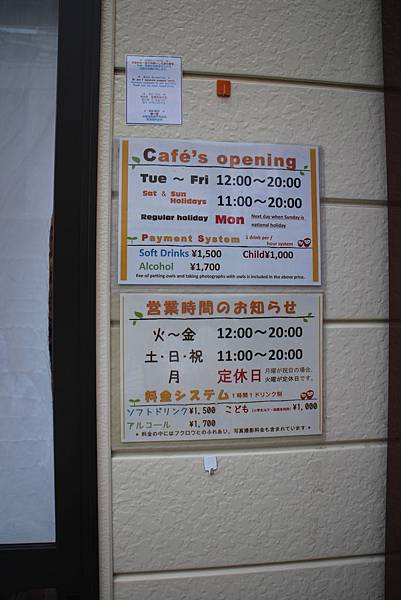 Café's opening
Tue ～ Fri 12:00～20:00
Sat & Sun Holidays 11:00～20:00
Regular holiday Mon Next day when Sunday is national holiday
Payment System 1 drink per / hour system
Soft Drinks ¥1,500 Child¥1,000
Alcohol ¥1,700
Fee of petting owls and taking photographs with owls is included in the above price.
営業時間のお知らせ
火～金 12:00～20:00
土・日・祝 11:00～20:00
月 定休日 月曜が祝日の場合、火曜が定休日です。
料金システム 1時間1ドリンク制
ソフトドリンク¥1,500 こども ¥1,000
アルコール ¥1,700
* 料金の中にはフクロウとのふれあい、写真撮影料金も含まれています *